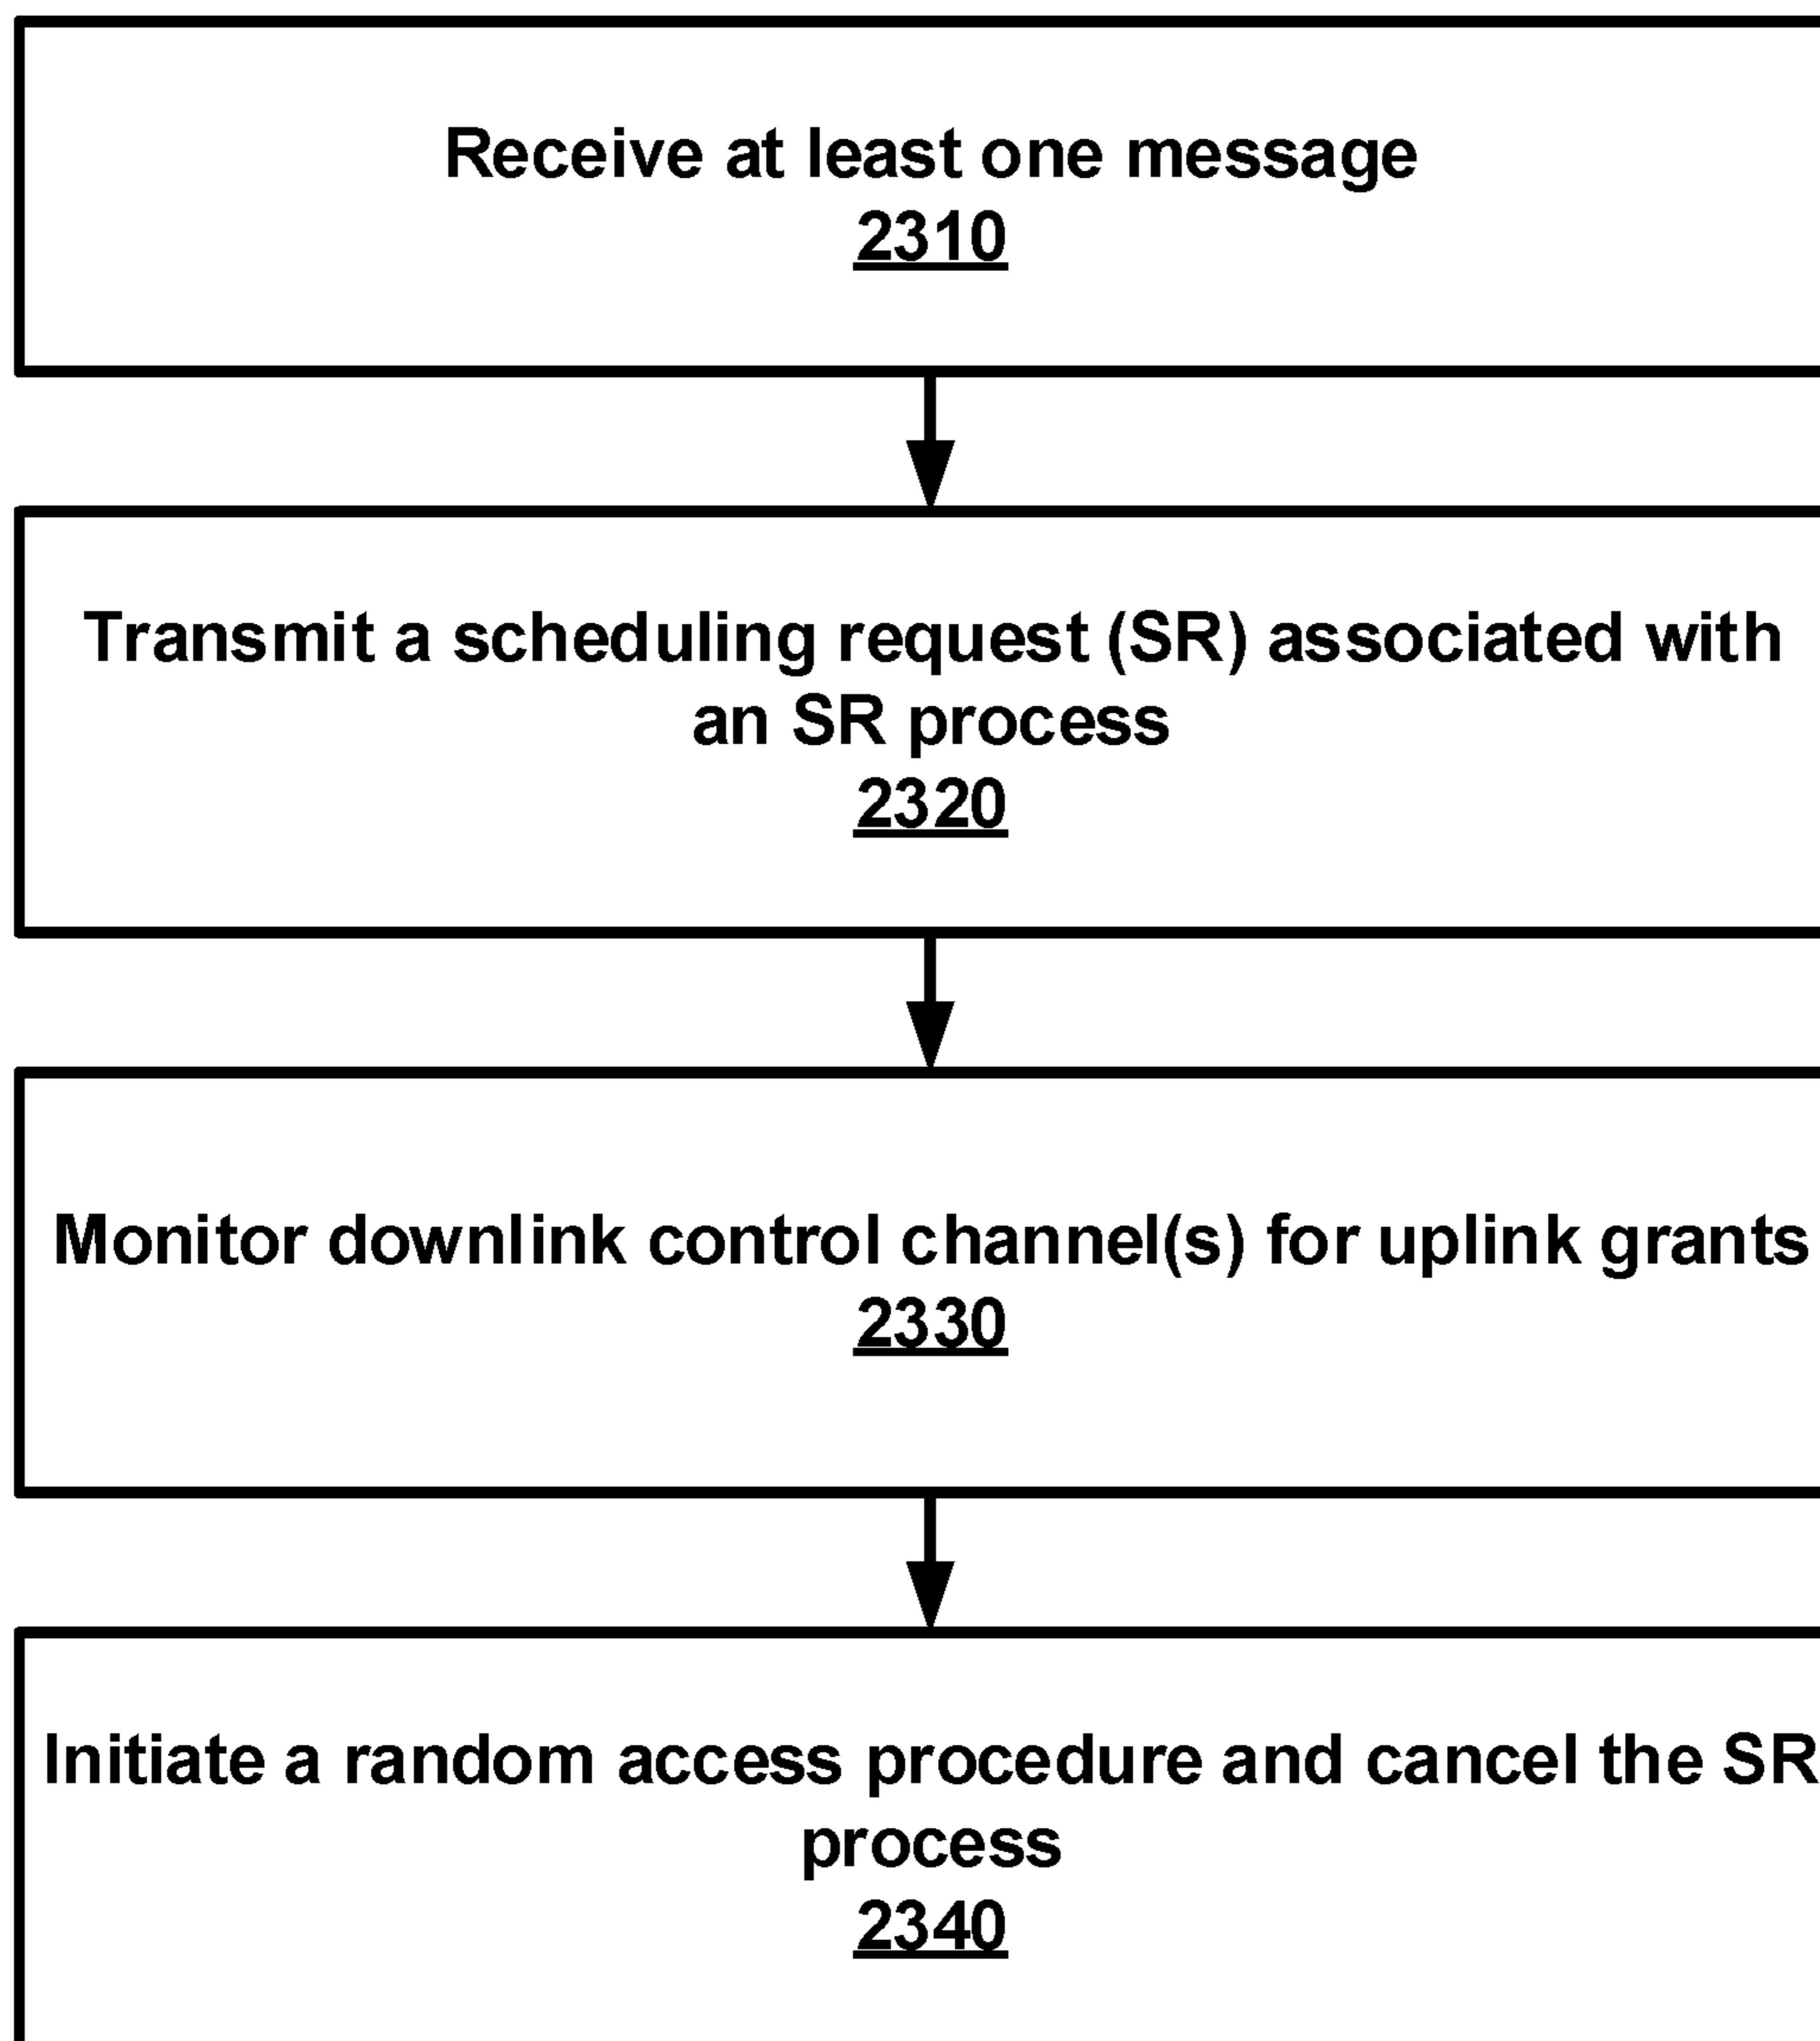 Receive at least one message
2310
Transmit a scheduling request (SR) associated with
an SR process
2320
Monitor downlink control channel(s) for uplink grants
2330
Initiate a random access procedure and cancel the SR
process
2340